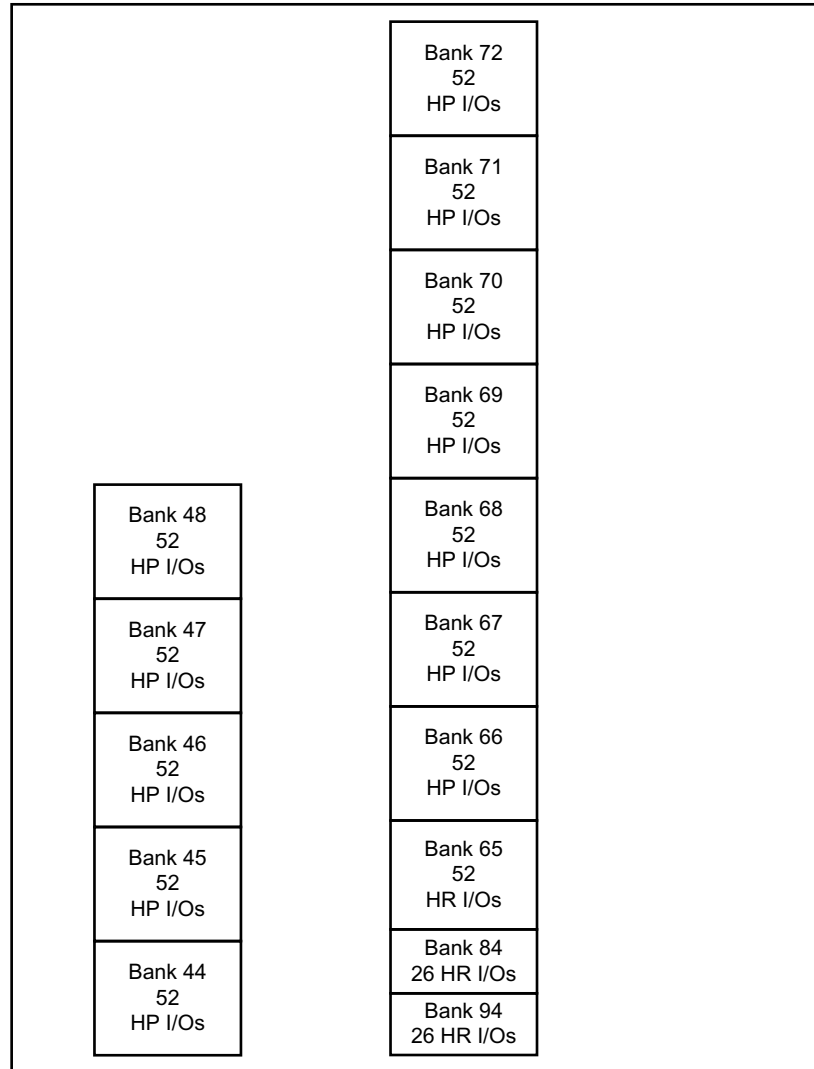 Bank 72
52
HP I/Os
Bank 71
52
HP I/Os
Bank 70
52
HP I/Os
Bank 69
52
HP I/Os
Bank 48
52
HP I/Os
Bank 68
52
HP I/Os
Bank 47
52
HP I/Os
Bank 67
52
HP I/Os
Bank 46
52
HP I/Os
Bank 66
52
HP I/Os
Bank 45
52
HP I/Os
Bank 65
52
HR I/Os
Bank 44
52
HP I/Os
Bank 84
26 HR I/Os
Bank 94
26 HR I/Os